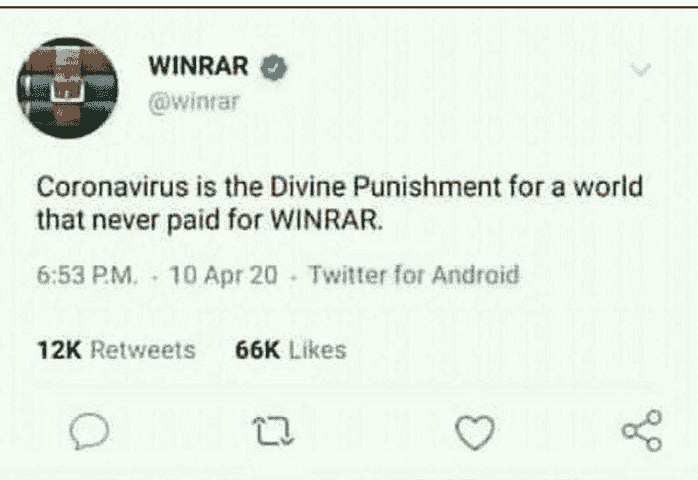 WINRAR
@winrar
Coronavirus is the Divine Punishment for a world
that never paid for WINRAR.
6:53 P.M. · 10 Apr 20 · Twitter for Android
12K Retweets 66K Likes